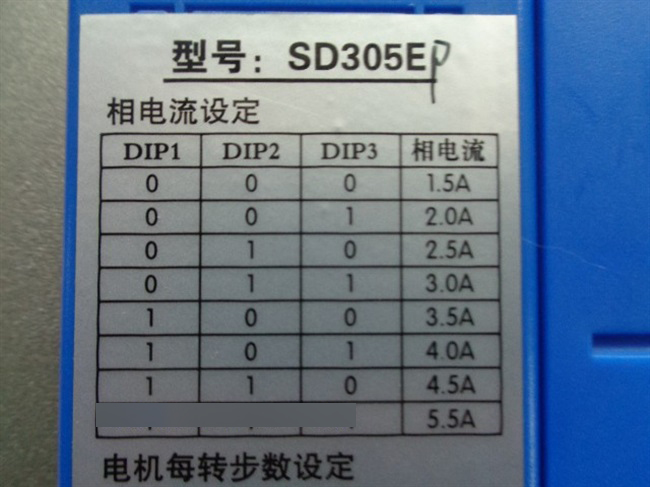 型号：SD305EP
相电流设定
DIP1 DIP2 DIP3 相电流
0 0 0 1.5A
0 0 1 2.0A
0 1 0 2.5A
0 1 1 3.0A
1 0 0 3.5A
1 0 1 4.0A
1 1 0 4.5A
5.5A
电机每转步数设定